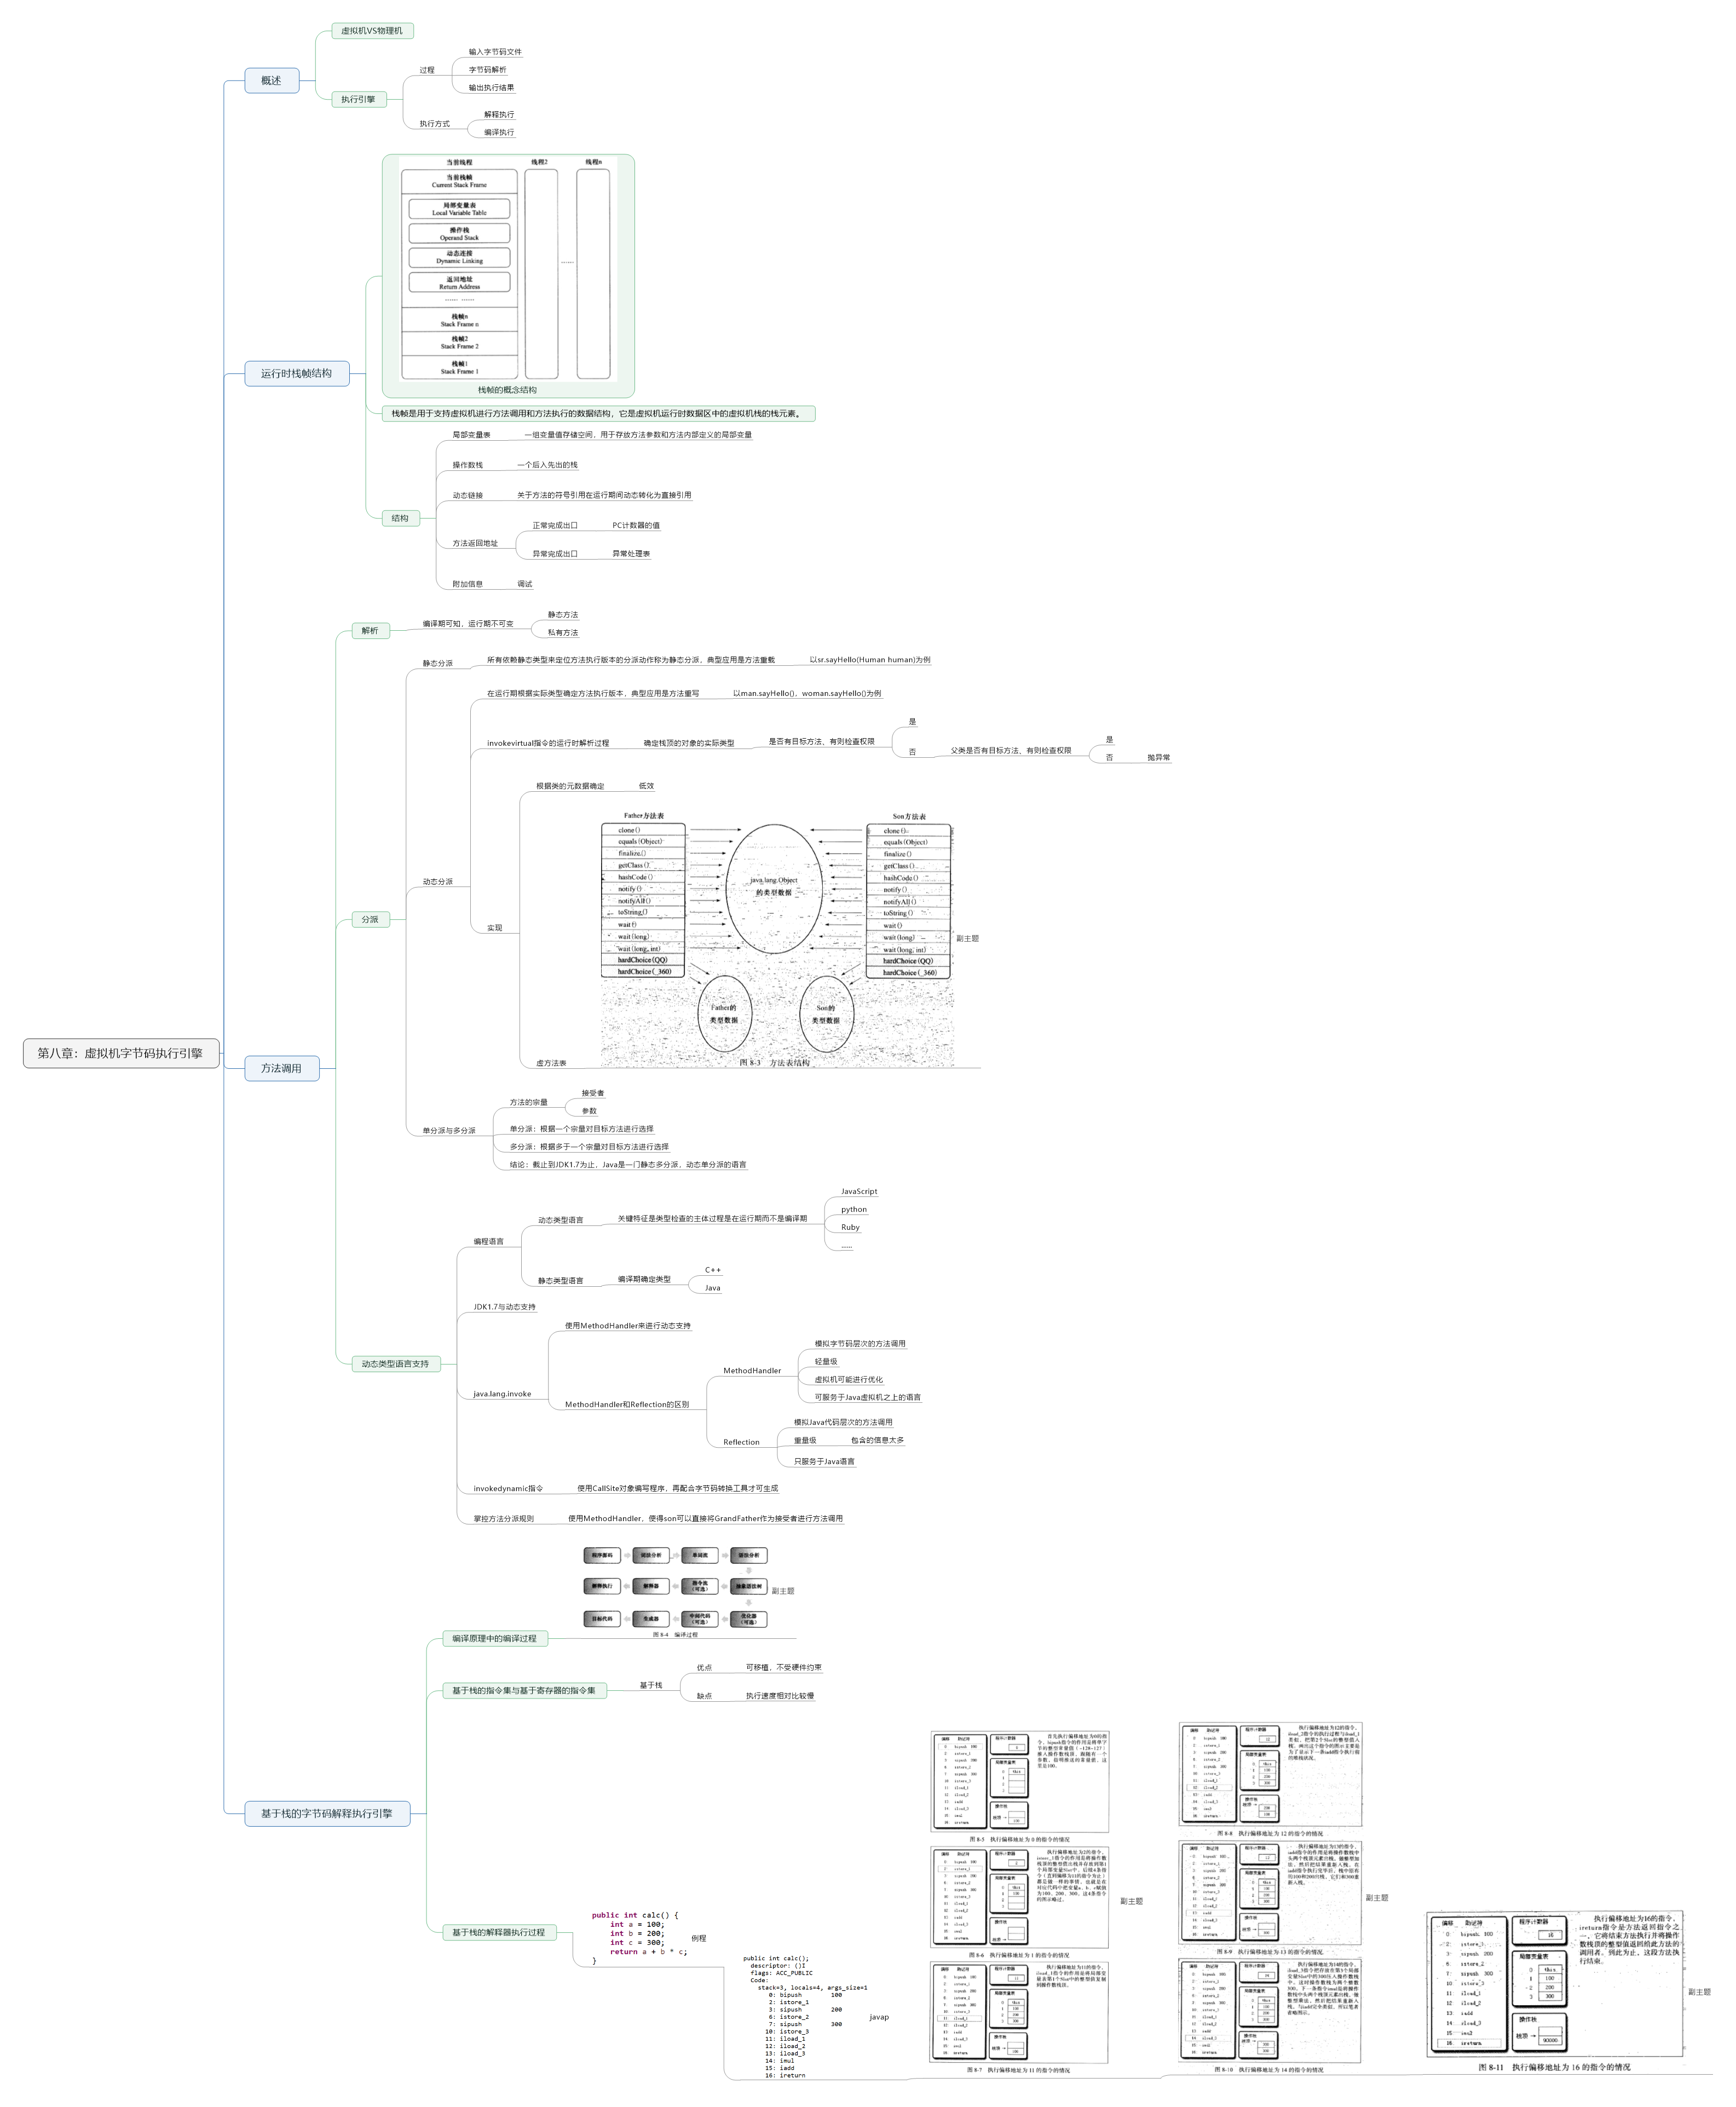 第八章：虚拟机字节码执行引擎
概述
虚拟机VS物理机
执行引擎
过程
输入字节码文件
字节码解析
输出执行结果
执行方式
解释执行
编译执行
运行时栈帧结构
当前线程
线程2
线程n
当前栈帧
Current Stack Frame
局部变量表
Local Variable Table
操作栈
Operand Stack
动态连接
Dynamic Linking
返回地址
Return Address
…… ……
……
栈帧n
Stack Frame n
栈帧2
Stack Frame 2
栈帧1
Stack Frame 1
栈帧的概念结构
栈帧是用于支持虚拟机进行方法调用和方法执行的数据结构，它是虚拟机运行时数据区中的虚拟机栈的栈元素。
结构
局部变量表
一组变量值存储空间，用于存放方法参数和方法内部定义的局部变量
操作数栈
一个后入先出的栈
动态链接
关于方法的符号引用在运行期间动态转化为直接引用
方法返回地址
正常完成出口
PC计数器的值
异常完成出口
异常处理表
附加信息
调试
方法调用
解析
编译期可知，运行期不可变
静态方法
私有方法
分派
静态分派
所有依赖静态类型来定位方法执行版本的分派动作称为静态分派，典型应用是方法重载
以sr.sayHello(Human human)为例
动态分派
在运行期根据实际类型确定方法执行版本，典型应用是方法重写
以man.sayHello()，woman.sayHello()为例
invokevirtual指令的运行时解析过程
确定栈顶的对象的实际类型
是否有目标方法、有则检查权限
是
否
父类是否有目标方法、有则检查权限
是
否
抛异常
实现
根据类的元数据确定
低效
虚方法表
Father方法表
clone()
equals(Object)
finalize()
getClass()
hashCode()
notify()
notifyAll()
toString()
wait()
wait(long)
wait(long, int)
hardChoice(QQ)
hardChoice(_360)
java.lang.Object
的类型数据
Son方法表
clone()
equals(Object)
finalize()
getClass()
hashCode()
notify()
notifyAll()
toString()
wait()
wait(long)
wait(long, int)
hardChoice(QQ)
hardChoice(_360)
Father的
类型数据
Son的
类型数据
图 8-3 方法表结构
副主题
单分派与多分派
方法的宗量
接受者
参数
单分派：根据一个宗量对目标方法进行选择
多分派：根据多于一个宗量对目标方法进行选择
结论：截止到JDK1.7为止，Java是一门静态多分派，动态单分派的语言
动态类型语言支持
编程语言
动态类型语言
关键特征是类型检查的主体过程是在运行期而不是编译期
JavaScript
python
Ruby
......
静态类型语言
编译期确定类型
C++
Java
JDK1.7与动态支持
java.lang.invoke
使用MethodHandler来进行动态支持
MethodHandler和Reflection的区别
MethodHandler
模拟字节码层次的方法调用
轻量级
虚拟机可能进行优化
可服务于Java虚拟机之上的语言
Reflection
模拟Java代码层次的方法调用
重量级
包含的信息太多
只服务于Java语言
invokedynamic指令
使用CallSite对象编写程序，再配合字节码转换工具才可生成
掌控方法分派规则
使用MethodHandler，使得son可以直接将GrandFather作为接受者进行方法调用
基于栈的字节码解释执行引擎
编译原理中的编译过程
程序源码
词法分析
单词流
语法分析
解释执行
解释器
指令流
（可选）
抽象语法树
目标代码
生成器
中间代码
（可选）
优化器
（可选）
图 8-4 编译过程
副主题
基于栈的指令集与基于寄存器的指令集
基于栈
优点
可移植，不受硬件约束
缺点
执行速度相对比较慢
基于栈的解释器执行过程
public int calc() {
int a = 100;
int b = 200;
int c = 300;
return a + b * c;
}
例程
public int calc();
descriptor: ()I
flags: ACC_PUBLIC
Code:
stack=3, locals=4, args_size=1
0: bipush 100
2: istore_1
3: sipush 200
6: istore_2
7: sipush 300
10: istore_3
11: iload_1
12: iload_2
13: iload_3
14: imul
15: iadd
16: ireturn
javap
图 8-5 执行偏移地址为 0 的指令的情况
图 8-6 执行偏移地址为 1 的指令的情况
图 8-7 执行偏移地址为 11 的指令的情况
副主题
图 8-8 执行偏移地址为 12 的指令的情况
图 8-9 执行偏移地址为 13 的指令的情况
图 8-10 执行偏移地址为 14 的指令的情况
副主题
偏移 助记符
0 bipush 100
2 istore_1
3 sipush 200
6 istore_2
7 sipush 300
10 istore_3
11 iload_1
12 iload_2
13 iadd
14 iload_3
15 imul
16 ireturn
程序计数器
16
局部变量表
0 this
1 100
2 200
3 300
操作栈
栈顶 →
90000
执行偏移地址为16的指令，
ireturn指令是方法返回指令之
一，它将结束方法执行并将操作
数栈顶的整型值返回给此方法的
调用者。到此为止，这段方法执
行结束。
图 8-11 执行偏移地址为 16 的指令的情况
副主题